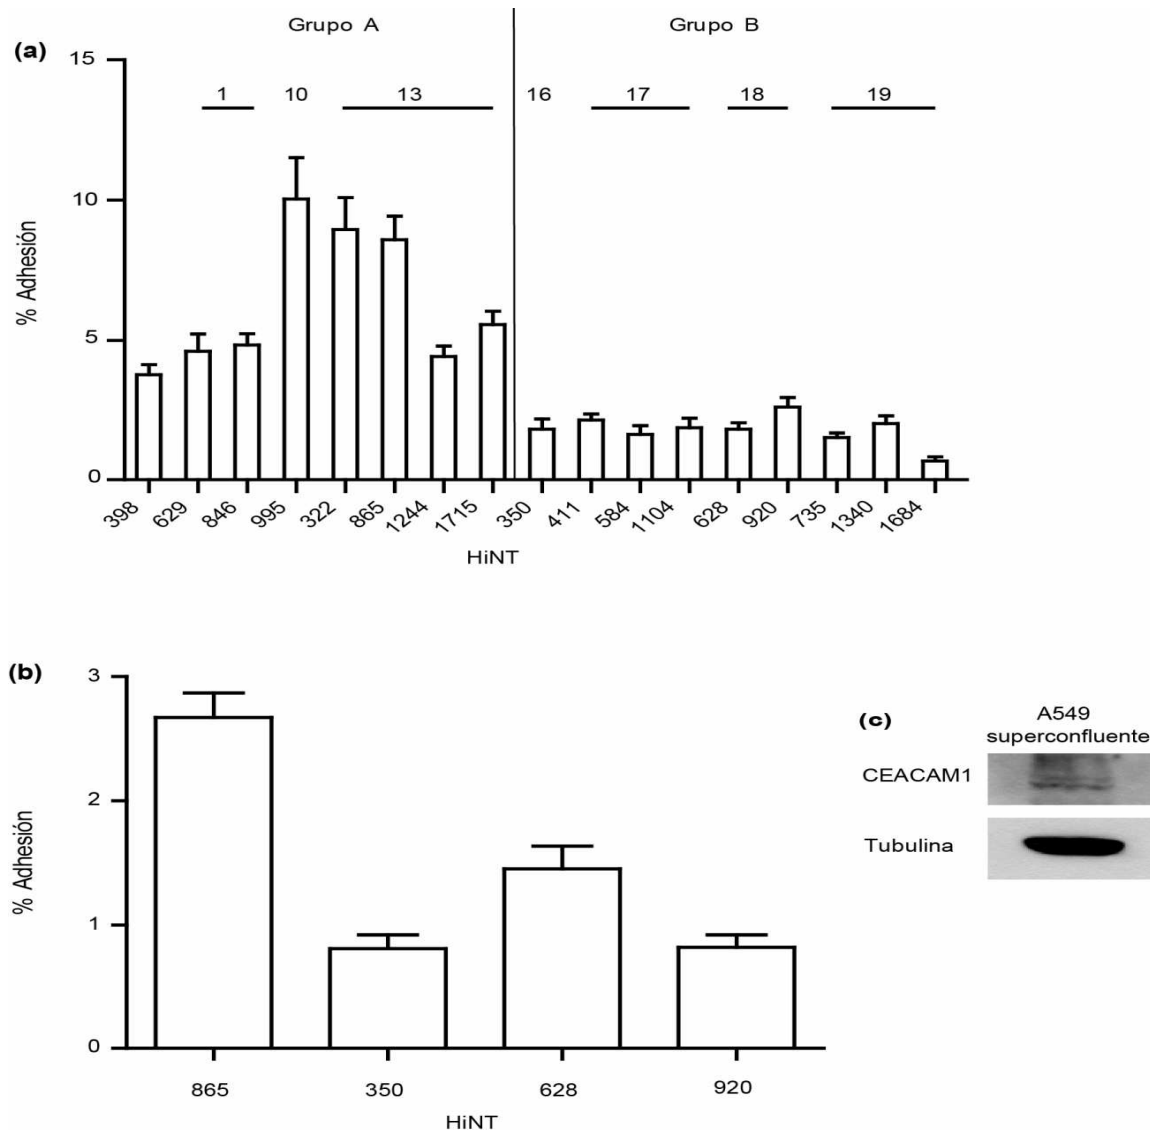 Grupo A
Grupo B
(a)
15
1
10
13
16
17
18
19
10
% Adhesión
5
0
398
629
846
995
322
865
1244
1715
350
411
584
1104
628
920
735
1340
1684
HiNT
(b)
3
(c)
A549
superconfluente
CEACAM1
2
Tubulina
% Adhesión
1
0
865
350
628
920
HiNT